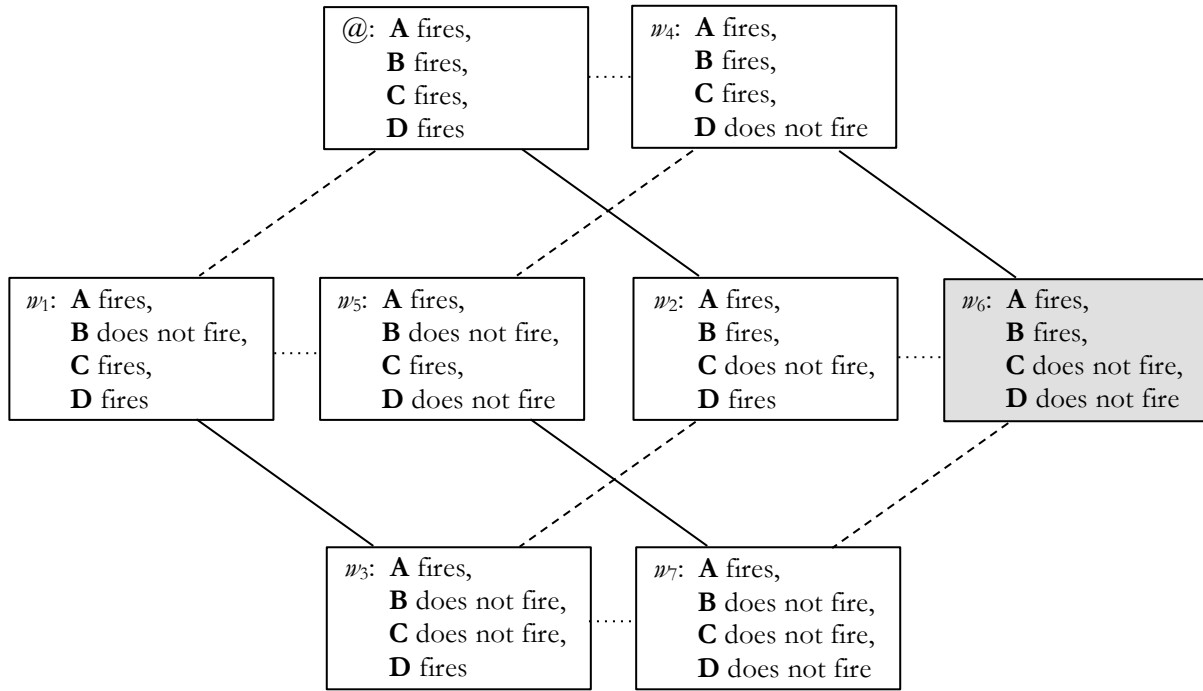 @: A fires,
B fires,
C fires,
D fires
w₄: A fires,
B fires,
C fires,
D does not fire
w₁: A fires,
B does not fire,
C fires,
D fires
w₅: A fires,
B does not fire,
C fires,
D does not fire
w₂: A fires,
B fires,
C does not fire,
D fires
w₆: A fires,
B fires,
C does not fire,
D does not fire
w₃: A fires,
B does not fire,
C does not fire,
D fires
w₇: A fires,
B does not fire,
C does not fire,
D does not fire